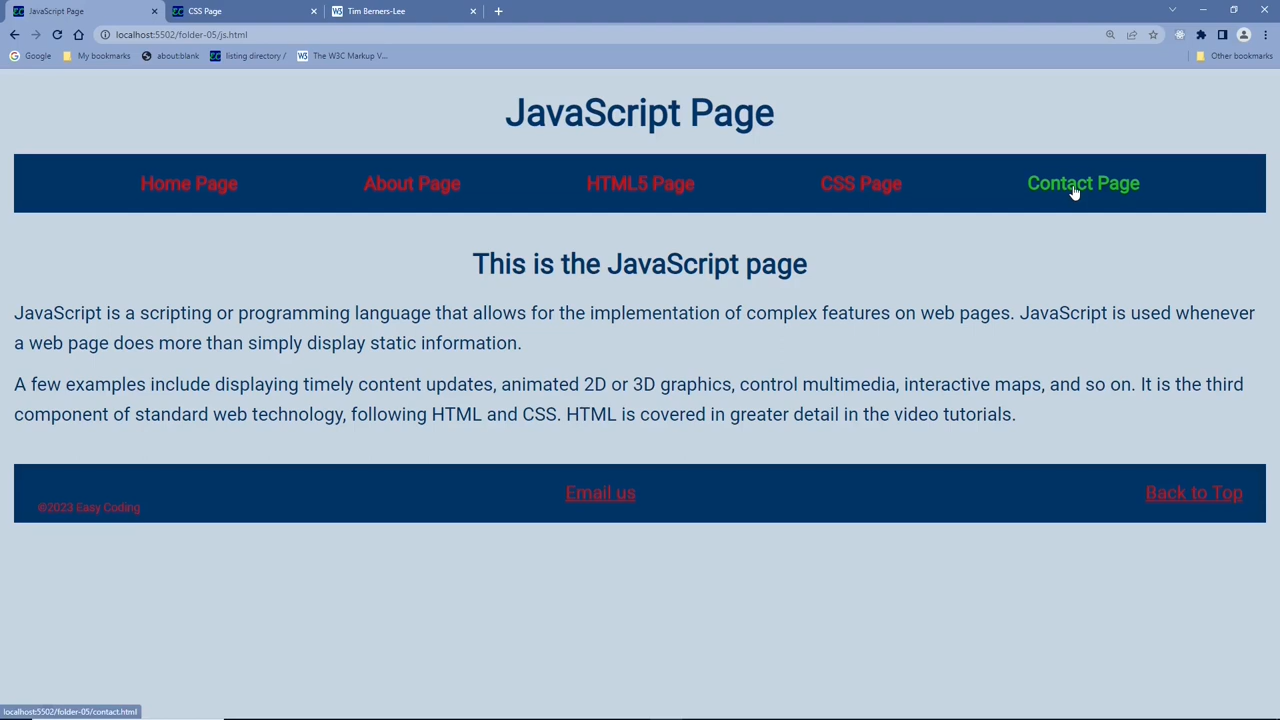 JavaScript Page
CSS Page
Tim Berners-Lee
localhost:5502/folder-05/js.html
Google
My bookmarks
about:blank
listing directory /
The W3C Markup V...
Other bookmarks
JavaScript Page
Home Page
About Page
HTML5 Page
CSS Page
Contact Page
This is the JavaScript page
JavaScript is a scripting or programming language that allows for the implementation of complex features on web pages. JavaScript is used whenever
a web page does more than simply display static information.
A few examples include displaying timely content updates, animated 2D or 3D graphics, control multimedia, interactive maps, and so on. It is the third
component of standard web technology, following HTML and CSS. HTML is covered in greater detail in the video tutorials.
©2023 Easy Coding
Email us
Back to Top
localhost:5502/folder-05/contact.html